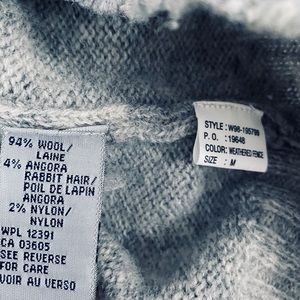 94% WOOL/
LAINE
4% ANGORA
RABBIT HAIR/
POIL DE LAPIN
ANGORA
2% NYLON/
NYLON
WPL 12391
CA 03605
SEE REVERSE
FOR CARE
VOIR AU VERSO
STYLE : W98-195799
P. O. : 19648
COLOR: WEATHERED FENCE
SIZE : M